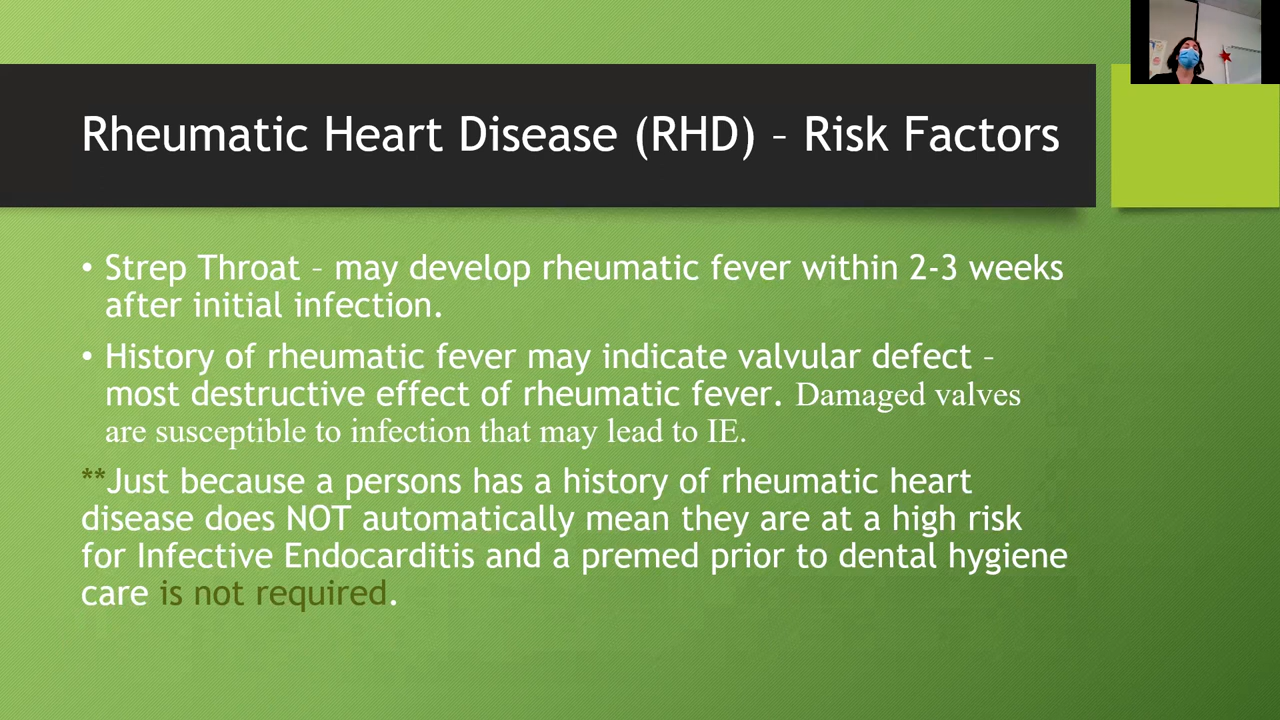 Rheumatic Heart Disease (RHD) – Risk Factors
• Strep Throat – may develop rheumatic fever within 2-3 weeks
after initial infection.
• History of rheumatic fever may indicate valvular defect –
most destructive effect of rheumatic fever. Damaged valves
are susceptible to infection that may lead to IE.
**Just because a persons has a history of rheumatic heart
disease does NOT automatically mean they are at a high risk
for Infective Endocarditis and a premed prior to dental hygiene
care is not required.